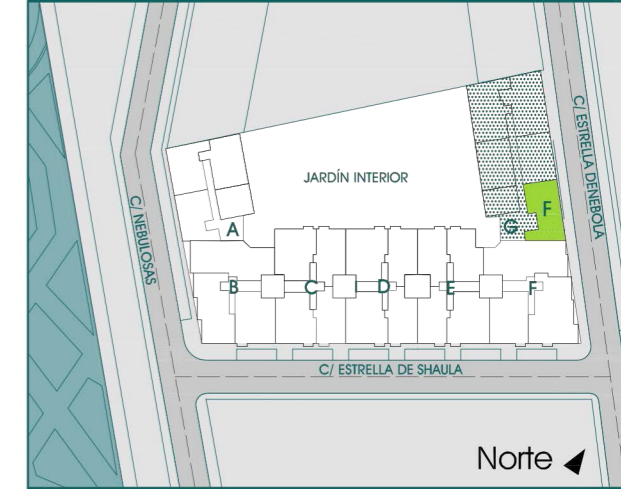 C/ ESTRELLA DENEBOLA
JARDÍN INTERIOR
C/ NEBULOSAS
F
G
A
B C D E F
C/ ESTRELLA DE SHAULA
Norte